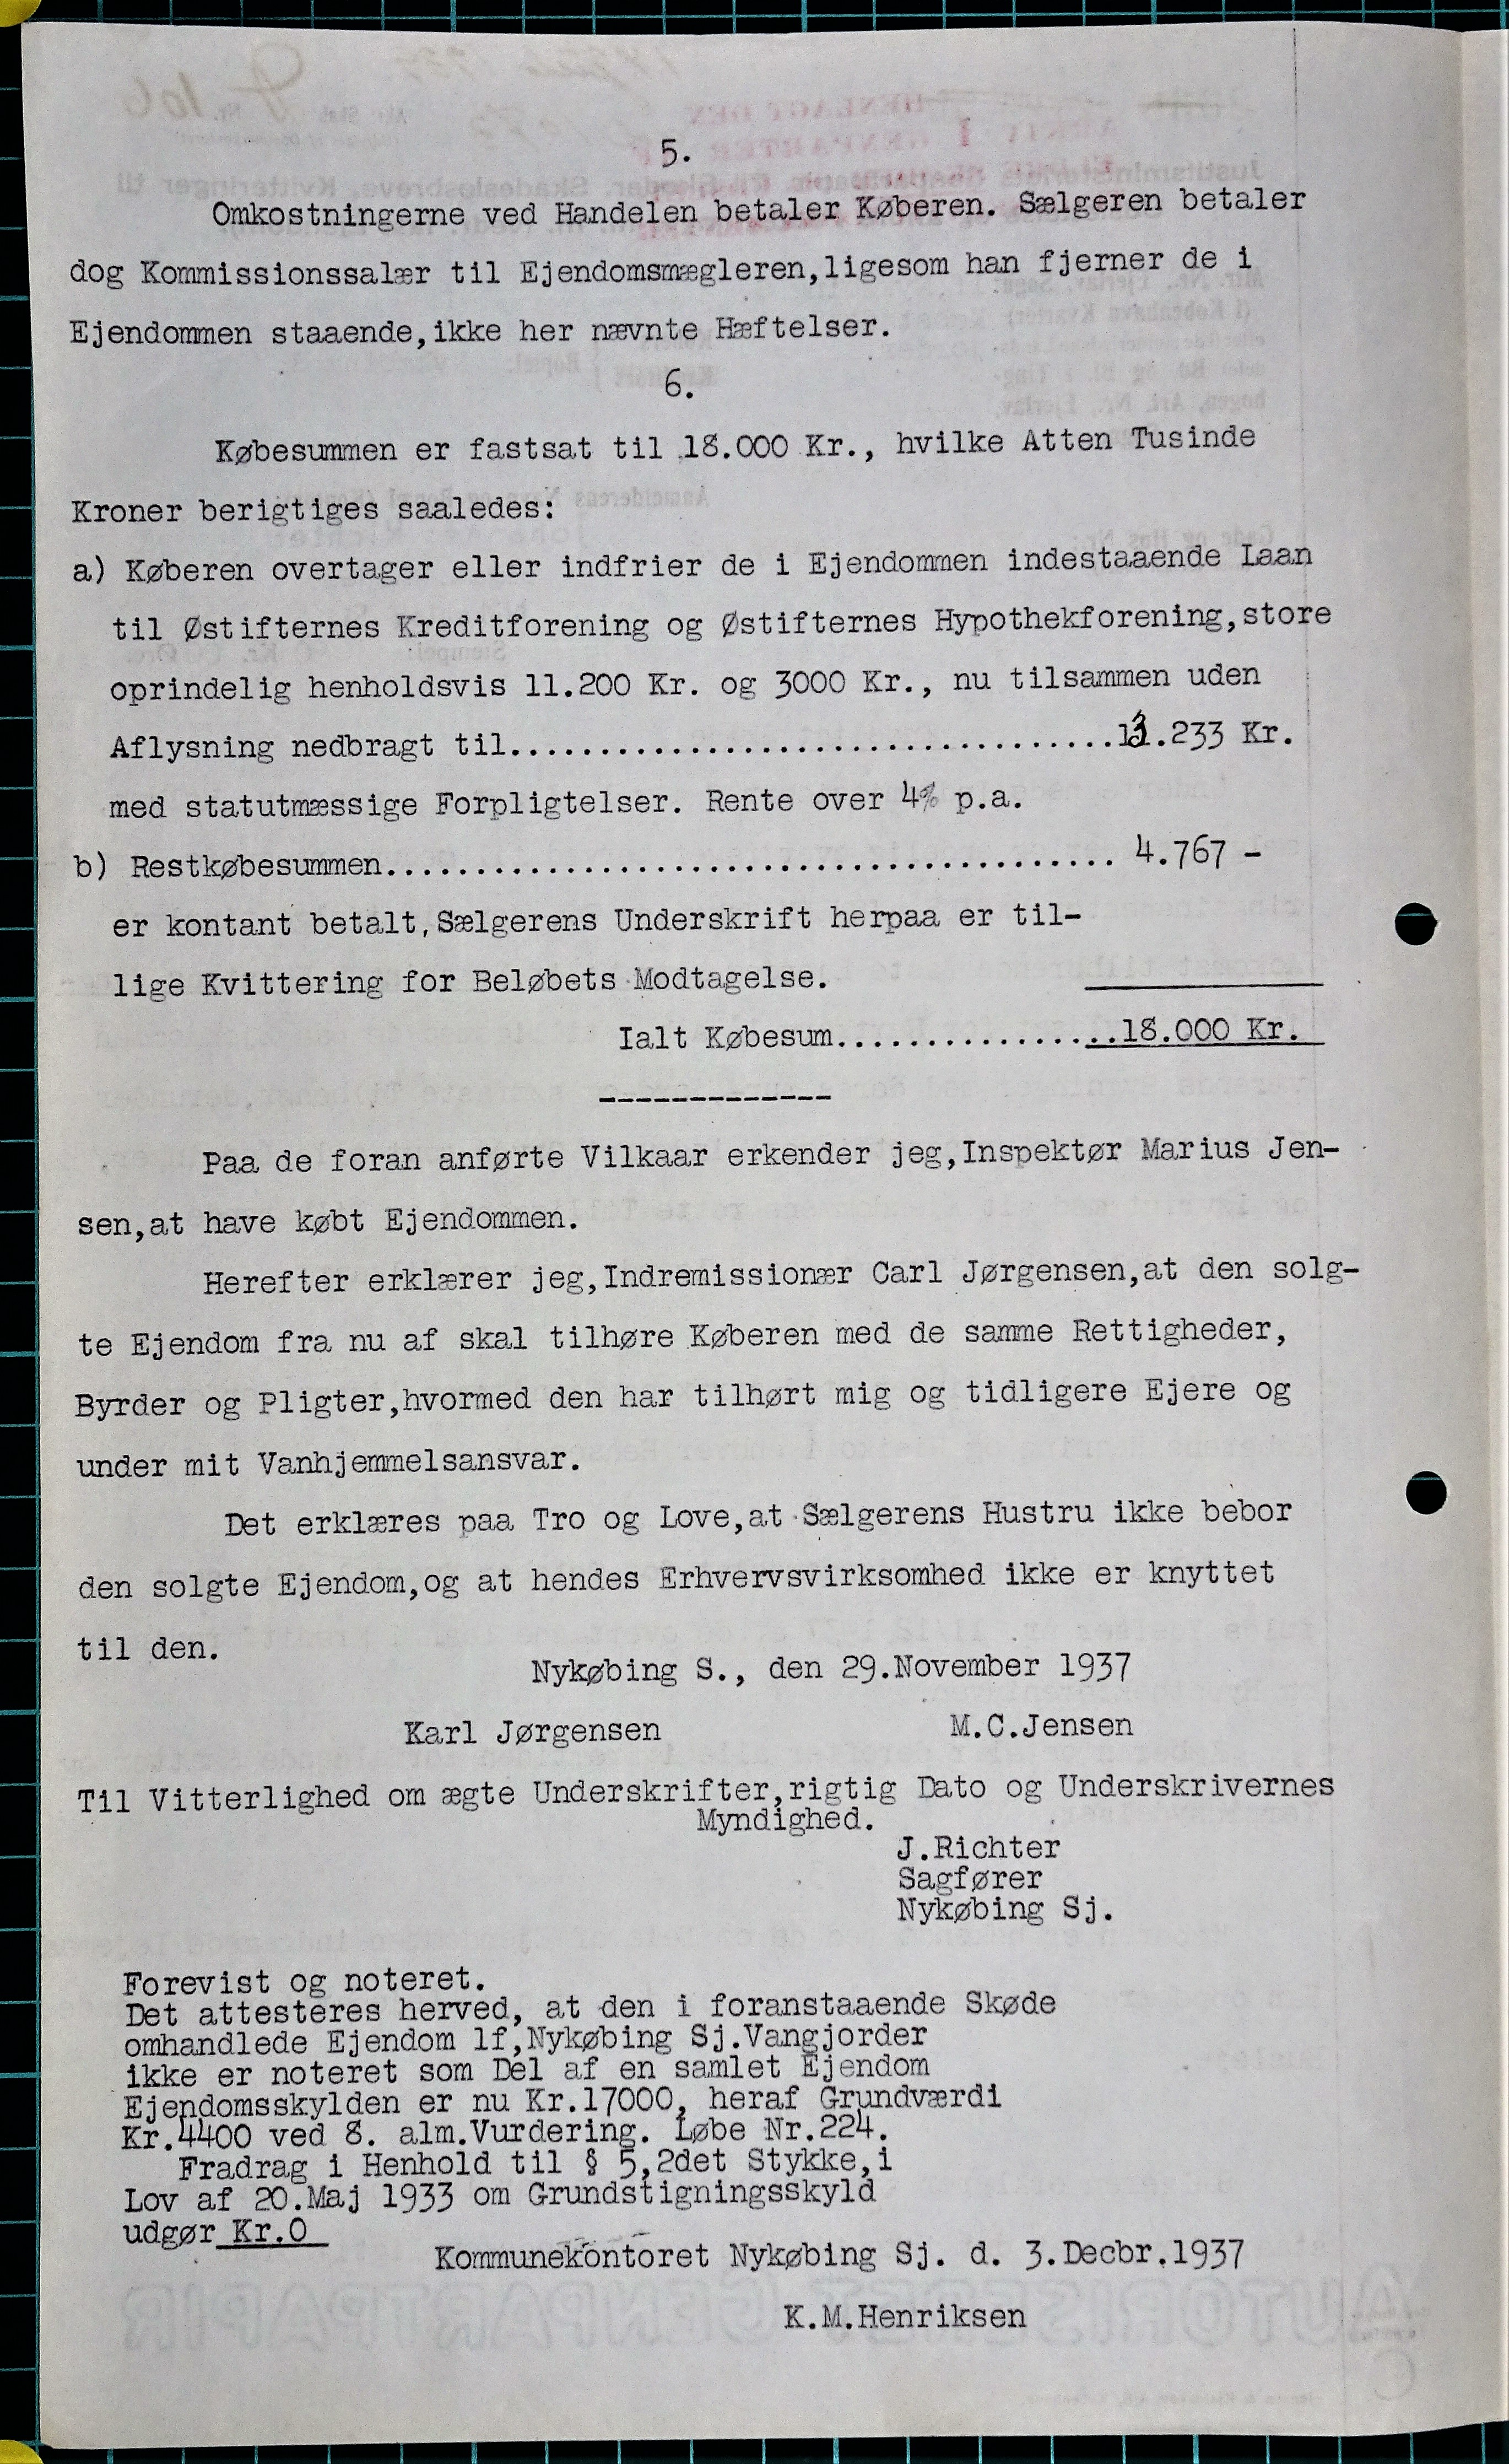 5.
Omkostningerne ved Handelen betaler Køberen. Sælgeren betaler
dog Kommissionssalær til Ejendomsmægleren,ligesom han fjerner de i
Ejendommen staaende,ikke her nævnte Hæftelser.
6.
Købesummen er fastsat til 18.000 Kr., hvilke Atten Tusinde
Kroner berigtiges saaledes:
a) Køberen overtager eller indfrier de i Ejendommen indestaaende Laan
til Østifternes Kreditforening og Østifternes Hypothekforening,store
oprindelig henholdsvis 11.200 Kr. og 3000 Kr., nu tilsammen uden
Aflysning nedbragt til..................................13.233 Kr.
med statutmæssige Forpligtelser. Rente over 4% p.a.
b) Restkøbesummen......................................... 4.767 -
er kontant betalt,Sælgerens Underskrift herpaa er til-
lige Kvittering for Beløbets Modtagelse.
Ialt Købesum................18.000 Kr.
-------------
Paa de foran anførte Vilkaar erkender jeg,Inspektør Marius Jen-
sen,at have købt Ejendommen.
Herefter erklærer jeg,Indremissionær Carl Jørgensen,at den solg-
te Ejendom fra nu af skal tilhøre Køberen med de samme Rettigheder,
Byrder og Pligter,hvormed den har tilhørt mig og tidligere Ejere og
under mit Vanhjemmelsansvar.
Det erklæres paa Tro og Love,at Sælgerens Hustru ikke bebor
den solgte Ejendom,og at hendes Erhvervsvirksomhed ikke er knyttet
til den.
Nykøbing S., den 29.November 1937
Karl Jørgensen M.C.Jensen
Til Vitterlighed om ægte Underskrifter,rigtig Dato og Underskrivernes
Myndighed.
J.Richter
Sagfører
Nykøbing Sj.
Forevist og noteret.
Det attesteres herved, at den i foranstaaende Skøde
omhandlede Ejendom 1f,Nykøbing Sj.Vangjorder
ikke er noteret som Del af en samlet Ejendom
Ejendomsskylden er nu Kr.17000, heraf Grundværdi
Kr.4400 ved 8. alm.Vurdering. Løbe Nr.224.
Fradrag i Henhold til § 5,2det Stykke,i
Lov af 20.Maj 1933 om Grundstigningsskyld
udgør Kr.0
Kommunekontoret Nykøbing Sj. d. 3.Decbr.1937
K.M.Henriksen